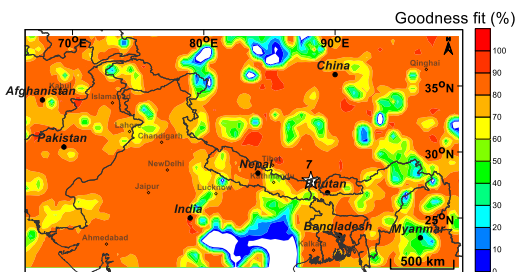 Goodness fit (%)
70°E 80°E 90°E
N
China
Qinghai
100
90
80
70
60
50
40
30
20
10
0
35°N
Afghanistan
Islamabad
Lahore
Pakistan
Chandigarh
30°N
NewDelhi
Nepal
Tibet
7
Kathmandu
Jaipur
Lucknow
Bhutan
India
25°N
Bangladesh
Myanmar
Ahmedabad
Kolkata
500 km